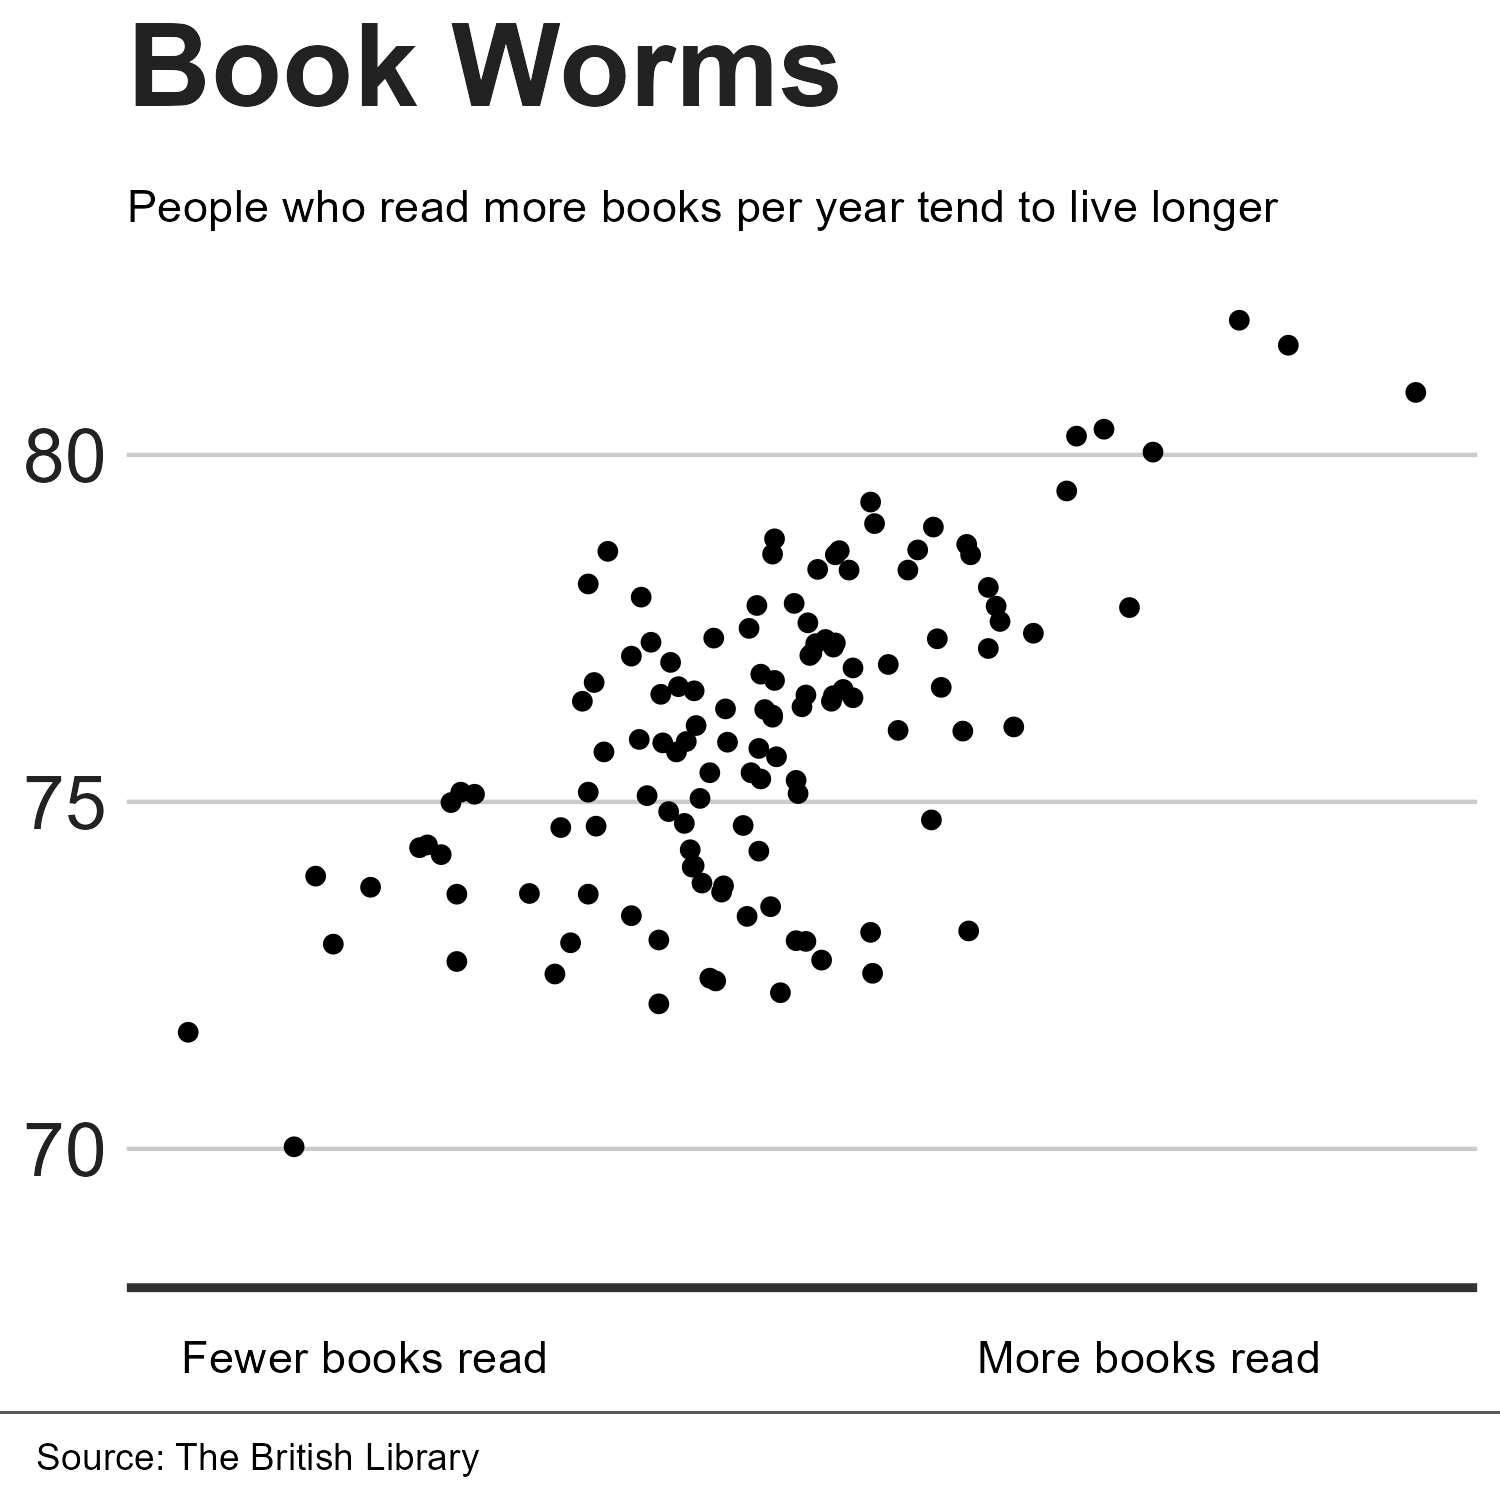 Book Worms
People who read more books per year tend to live longer
80
75
70
Fewer books read More books read
Source: The British Library